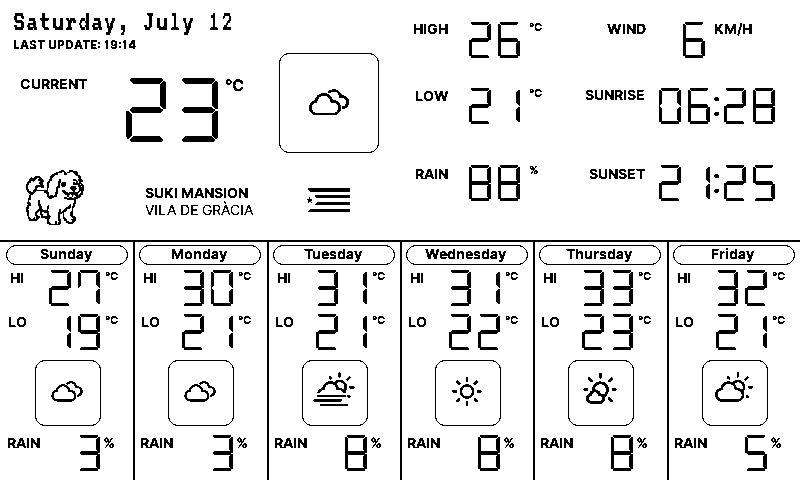 Saturday, July 12
LAST UPDATE: 19:14
CURRENT 23 °C
HIGH 26 °C
LOW 21 °C
RAIN 88 %
WIND 6 KM/H
SUNRISE 06:28
SUNSET 21:25
SUKI MANSION
VILA DE GRÀCIA
Sunday
HI 27 °C
LO 19 °C
RAIN 3 %
Monday
HI 30 °C
LO 21 °C
RAIN 3 %
Tuesday
HI 31 °C
LO 21 °C
RAIN 8 %
Wednesday
HI 31 °C
LO 22 °C
RAIN 8 %
Thursday
HI 33 °C
LO 23 °C
RAIN 8 %
Friday
HI 32 °C
LO 21 °C
RAIN 5 %